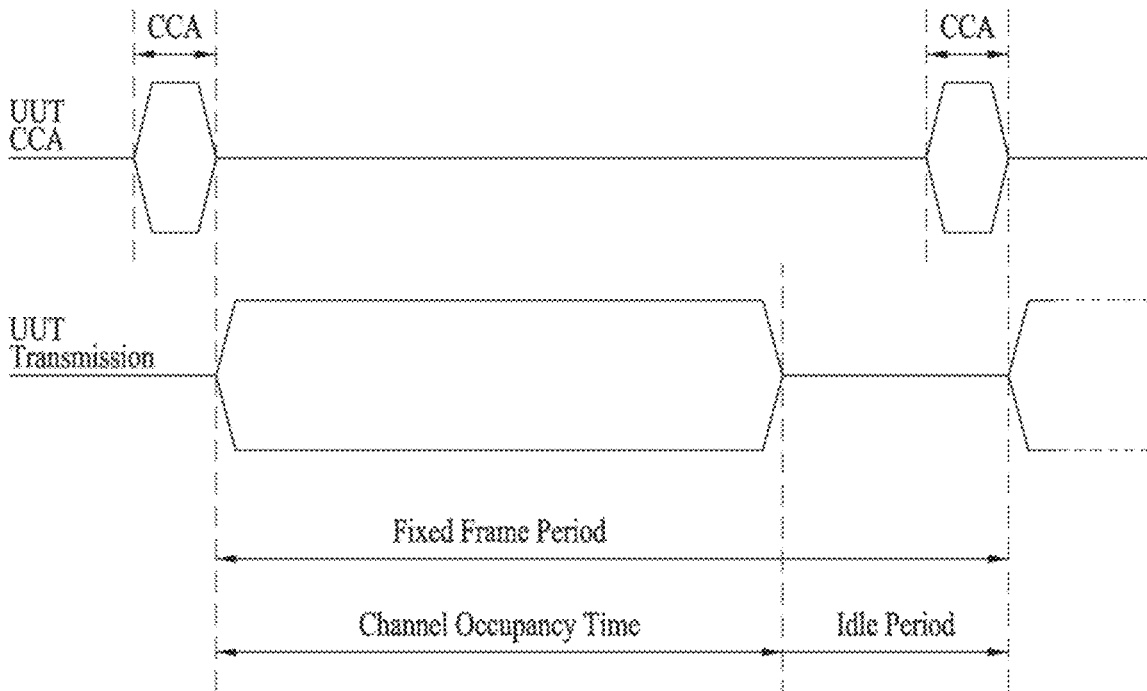 CCA
CCA
UUT
CCA
UUT
Transmission
Fixed Frame Period
Channel Occupancy Time
Idle Period